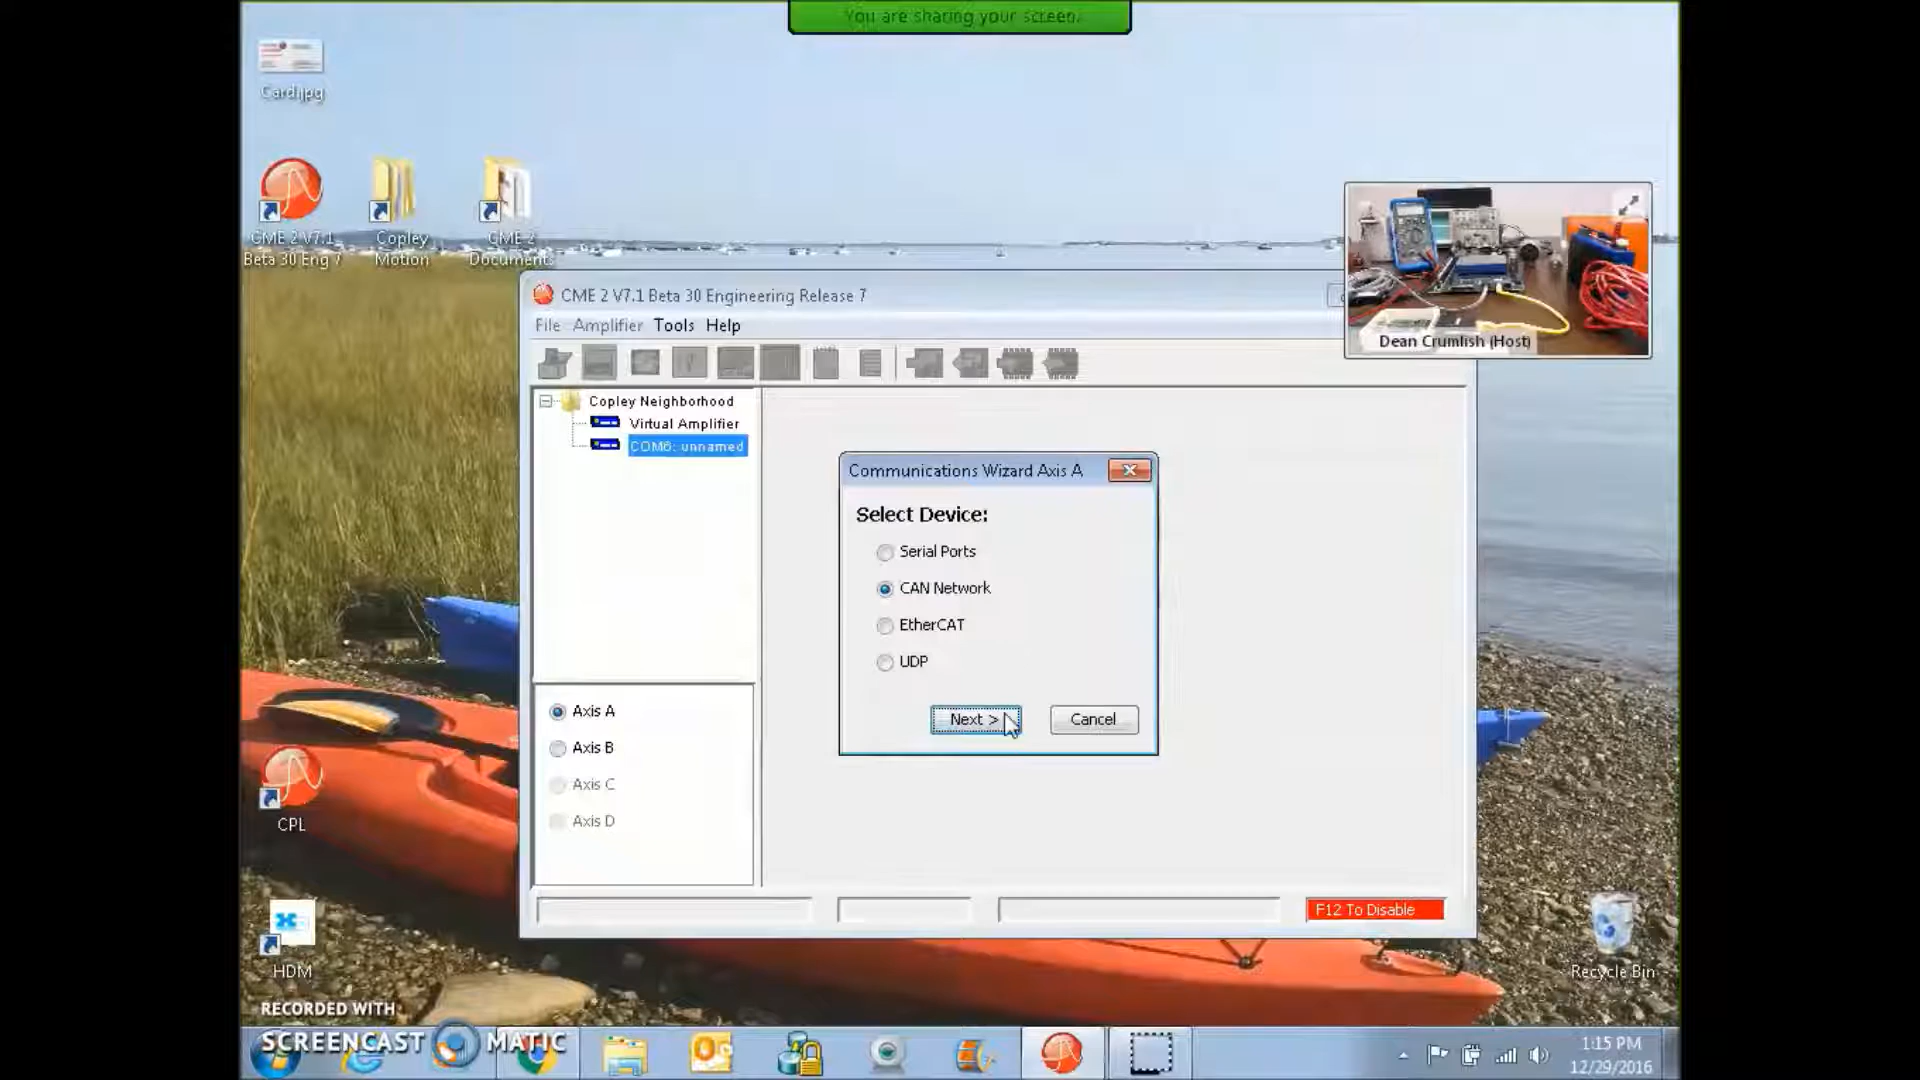 You are sharing your screen.
Card.jpg
CME 2 V7.1
Beta 30 Eng 7
Copley
Motion
CME 2
Documents
CME 2 V7.1 Beta 30 Engineering Release 7
File Amplifier Tools Help
Dean Crumlish (Host)
Copley Neighborhood
Virtual Amplifier
COM6: unnamed
Communications Wizard Axis A
Select Device:
Serial Ports
CAN Network
EtherCAT
UDP
Next >
Cancel
Axis A
Axis B
Axis C
Axis D
F12 To Disable
CPL
HDM
Recycle Bin
RECORDED WITH
SCREENCAST MATIC
1:15 PM
12/29/2016